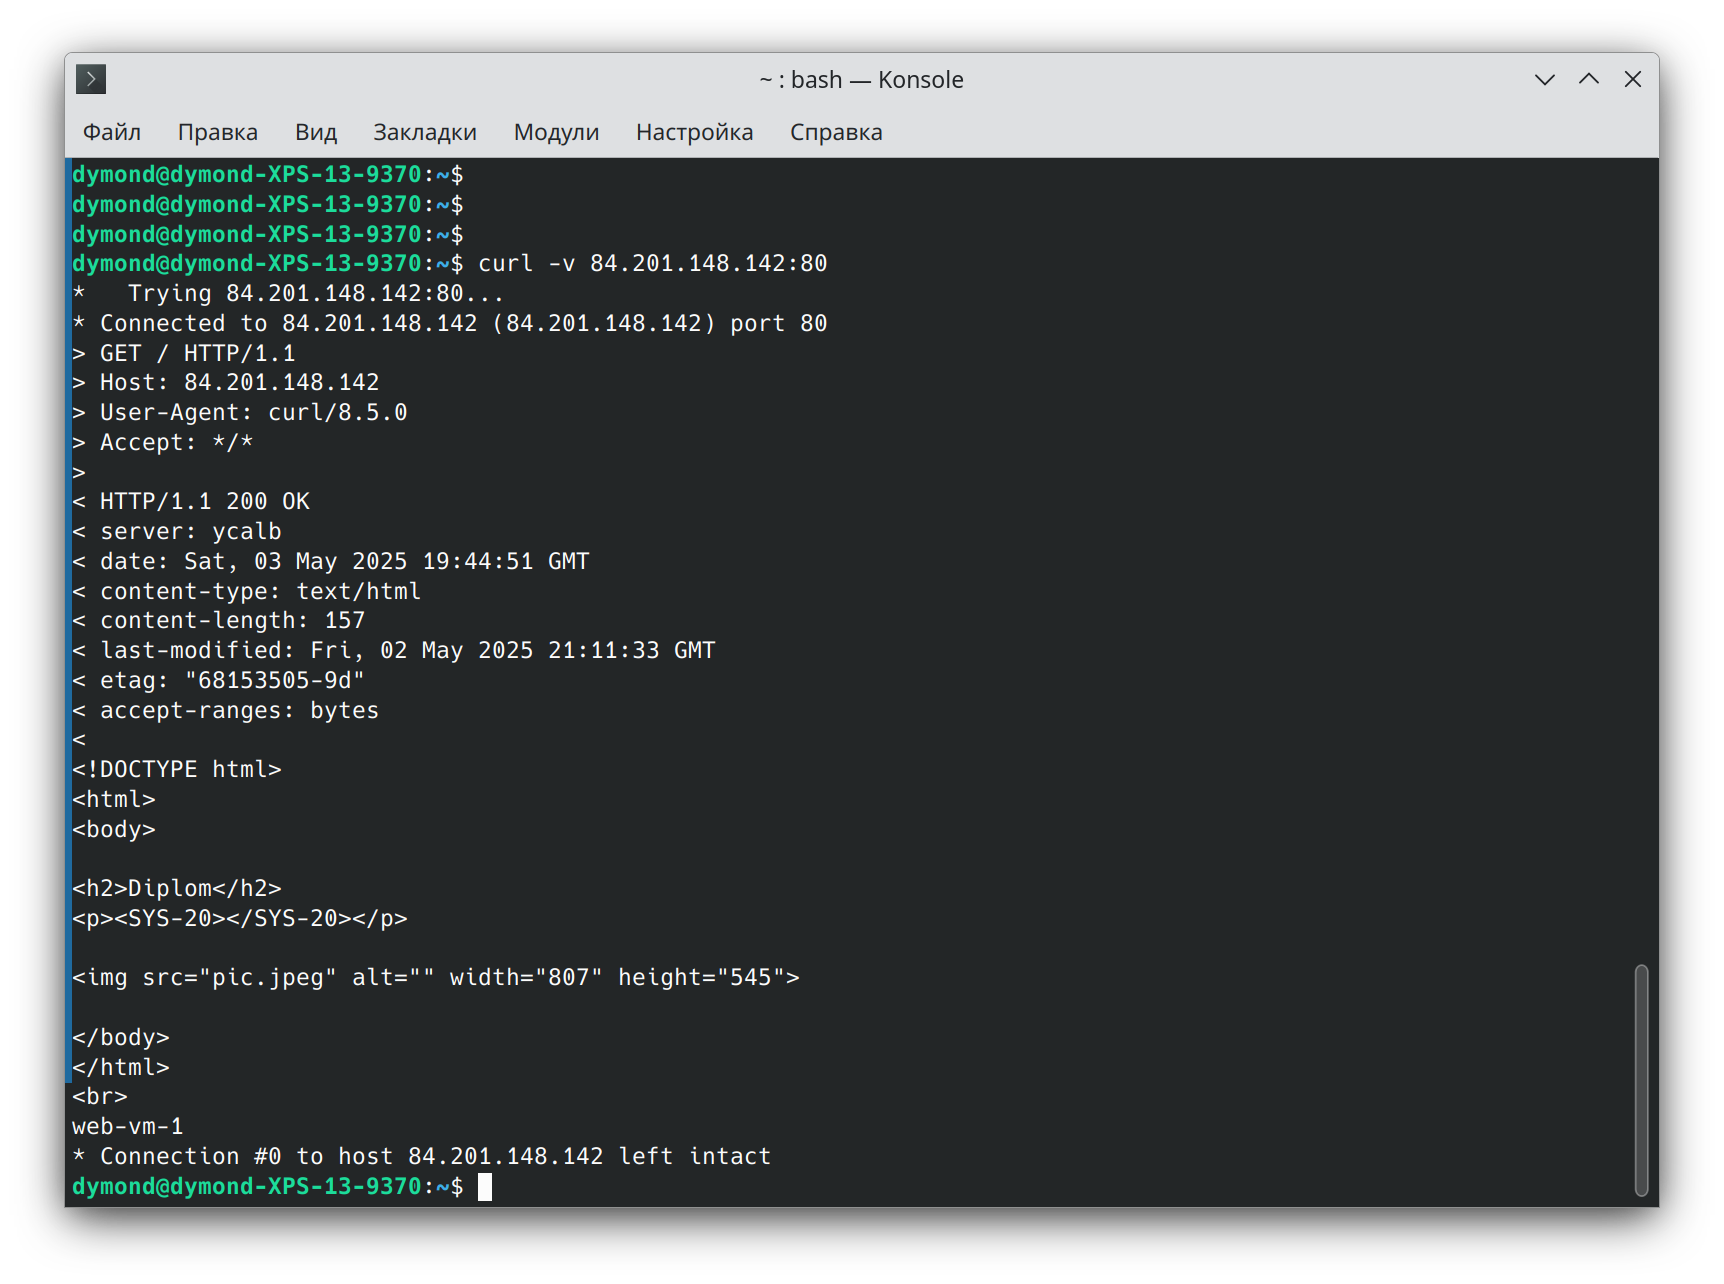 ~ : bash — Konsole
Файл Правка Вид Закладки Модули Настройка Справка
dymond@dymond-XPS-13-9370:~$
dymond@dymond-XPS-13-9370:~$
dymond@dymond-XPS-13-9370:~$
dymond@dymond-XPS-13-9370:~$ curl -v 84.201.148.142:80
*   Trying 84.201.148.142:80...
* Connected to 84.201.148.142 (84.201.148.142) port 80
> GET / HTTP/1.1
> Host: 84.201.148.142
> User-Agent: curl/8.5.0
> Accept: */*
>
< HTTP/1.1 200 OK
< server: ycalb
< date: Sat, 03 May 2025 19:44:51 GMT
< content-type: text/html
< content-length: 157
< last-modified: Fri, 02 May 2025 21:11:33 GMT
< etag: "68153505-9d"
< accept-ranges: bytes
<
<!DOCTYPE html>
<html>
<body>
<h2>Diplom</h2>
<p><SYS-20></SYS-20></p>
<img src="pic.jpeg" alt="" width="807" height="545">
</body>
</html>
<br>
web-vm-1
* Connection #0 to host 84.201.148.142 left intact
dymond@dymond-XPS-13-9370:~$